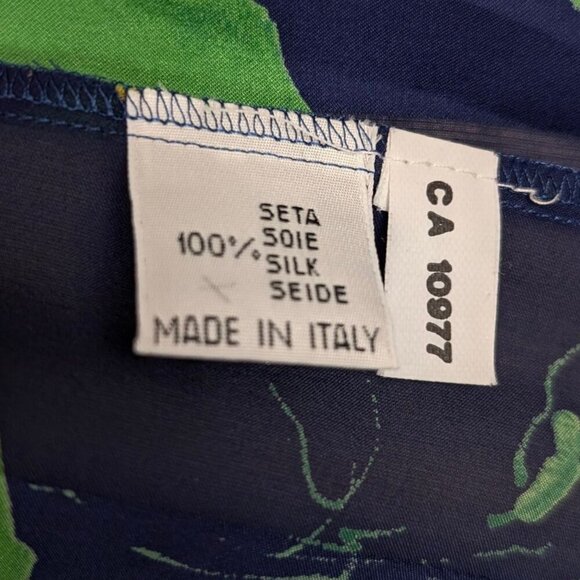 SETA
100% SOIE
SILK
SEIDE
MADE IN ITALY
CA 10977